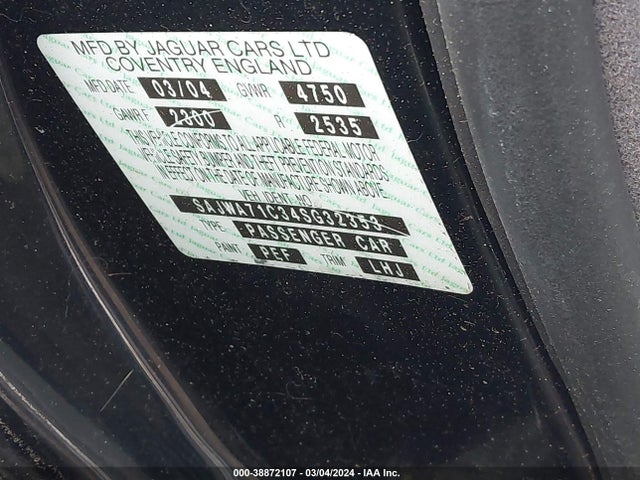 MFD BY JAGUAR CARS LTD
COVENTRY ENGLAND
MFD DATE 03/04 GVWR 4750
GAWR F 2300 R 2535
THIS VEHICLE CONFORMS TO ALL APPLICABLE FEDERAL MOTOR
VEHICLE SAFETY BUMPER AND THEFT PREVENTION STANDARDS
IN EFFECT ON THE DATE OF MANUFACTURE SHOWN ABOVE.
VEH. IDENT NO.
SAJWA71C34SG32353
TYPE: PASSENGER CAR
PAINT PEF TRIM LHJ
000-38872107 - 03/04/2024 - IAA Inc.